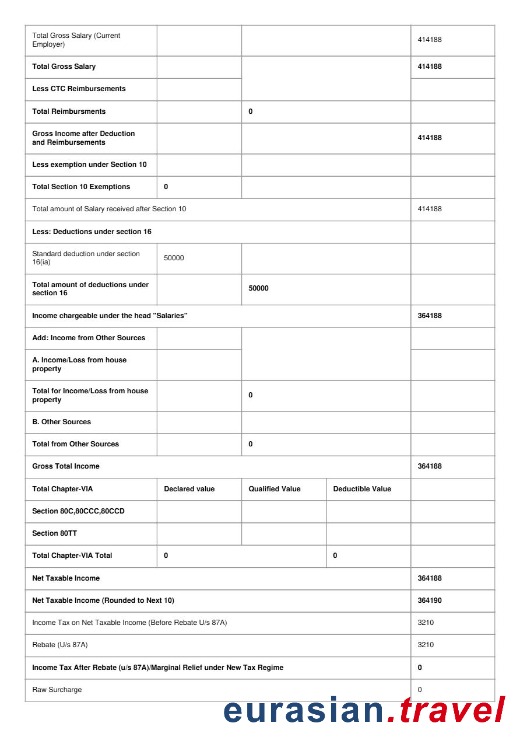 Total Gross Salary (Current
Employer) 414188
Total Gross Salary 414188
Less CTC Reimbursements
Total Reimbursments 0
Gross Income after Deduction
and Reimbursements 414188
Less exemption under Section 10
Total Section 10 Exemptions 0
Total amount of Salary received after Section 10 414188
Less: Deductions under section 16
Standard deduction under section
16(ia) 50000
Total amount of deductions under
section 16 50000
Income chargeable under the head "Salaries" 364188
Add: Income from Other Sources
A. Income/Loss from house
property
Total for Income/Loss from house
property 0
B. Other Sources
Total from Other Sources 0
Gross Total Income 364188
Total Chapter-VIA Declared value Qualified Value Deductible Value
Section 80C,80CCC,80CCD
Section 80TT
Total Chapter-VIA Total 0 0
Net Taxable Income 364188
Net Taxable Income (Rounded to Next 10) 364190
Income Tax on Net Taxable Income (Before Rebate U/s 87A) 3210
Rebate (U/s 87A) 3210
Income Tax After Rebate (u/s 87A)/Marginal Relief under New Tax Regime 0
Raw Surcharge 0
eurasian.travel